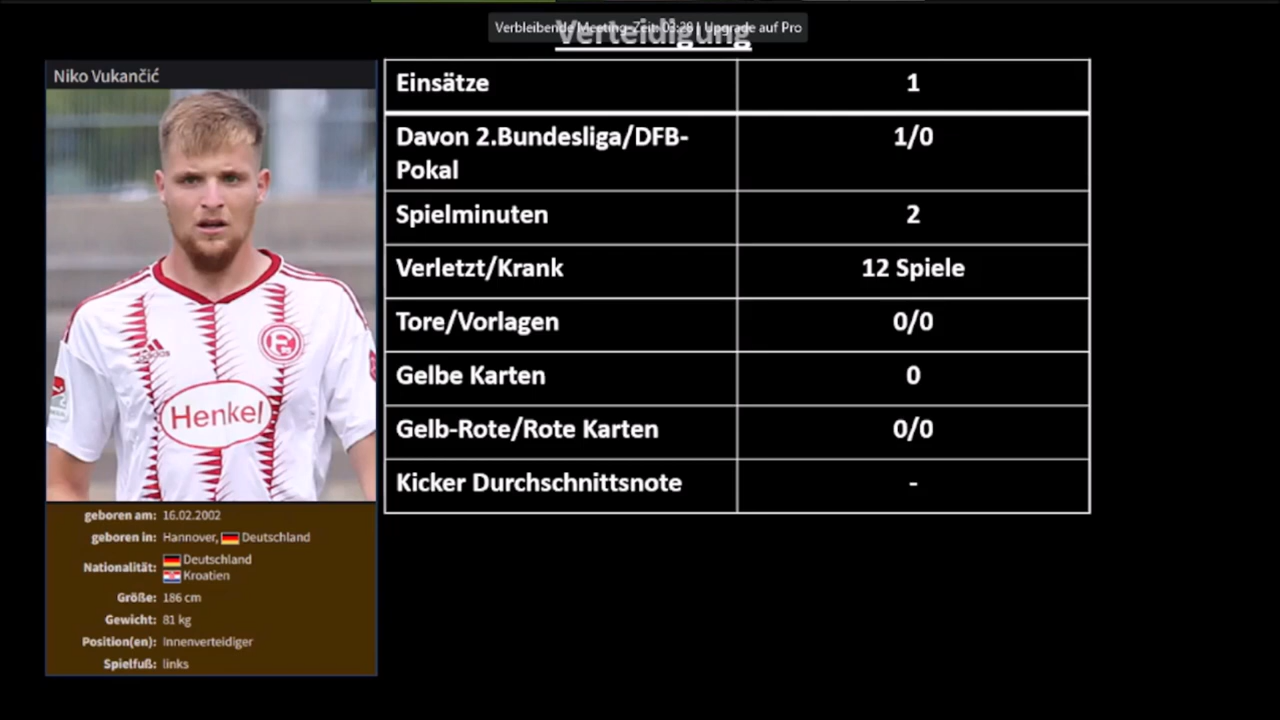 Verbleibende Meeting-Zeit: 03:28 | Upgrade auf Pro
Verteidigung
Niko Vukančić
Einsätze 1
Davon 2.Bundesliga/DFB- 1/0
Pokal
Spielminuten 2
Verletzt/Krank 12 Spiele
Tore/Vorlagen 0/0
Gelbe Karten 0
Gelb-Rote/Rote Karten 0/0
Kicker Durchschnittsnote -
adidas
F95
Henkel
geboren am: 16.02.2002
geboren in: Hannover, Deutschland
Nationalität: Deutschland
Kroatien
Größe: 186 cm
Gewicht: 81 kg
Position(en): Innenverteidiger
Spielfuß: links